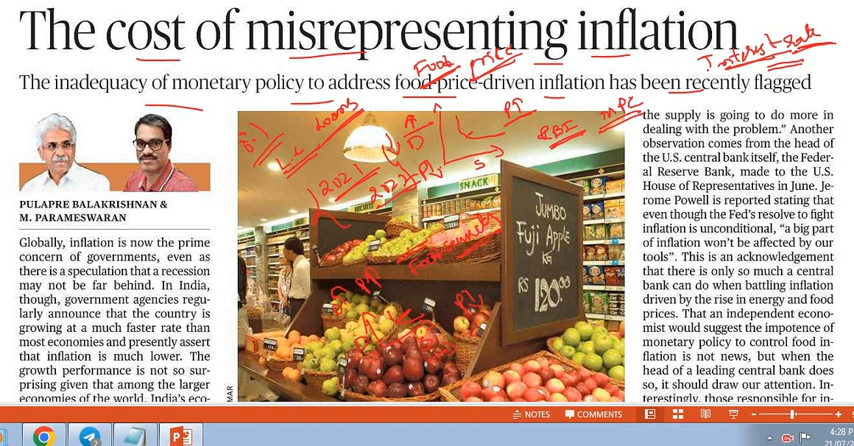 The cost of misrepresenting inflation
The inadequacy of monetary policy to address food-price-driven inflation has been recently flagged
Food price
Interest rate
PULAPRE BALAKRISHNAN &
M. PARAMESWARAN
Globally, inflation is now the prime
concern of governments, even as
there is a speculation that a recession
may not be far behind. In India,
though, government agencies regu-
larly announce that the country is
growing at a much faster rate than
most economies and presently assert
that inflation is much lower. The
growth performance is not so sur-
prising given that among the larger
economies of the world, India's eco-
2021
2022
D
S
RBI
MPC
SNACK
JUMBO
Fuji Apple
KG
RS 120.00
the supply is going to do more in
dealing with the problem." Another
observation comes from the head of
the U.S. central bank itself, the Feder-
al Reserve Bank, made to the U.S.
House of Representatives in June. Je-
rome Powell is reported stating that
even though the Fed's resolve to fight
inflation is unconditional, "a big part
of inflation won't be affected by our
tools". This is an acknowledgement
that there is only so much a central
bank can do when battling inflation
driven by the rise in energy and food
prices. That an independent econo-
mist would suggest the impotence of
monetary policy to control food in-
flation is not news, but when the
head of a leading central bank does
so, it should draw our attention. In-
terestingly, those responsible for in-
NOTES
COMMENTS
4:28 P